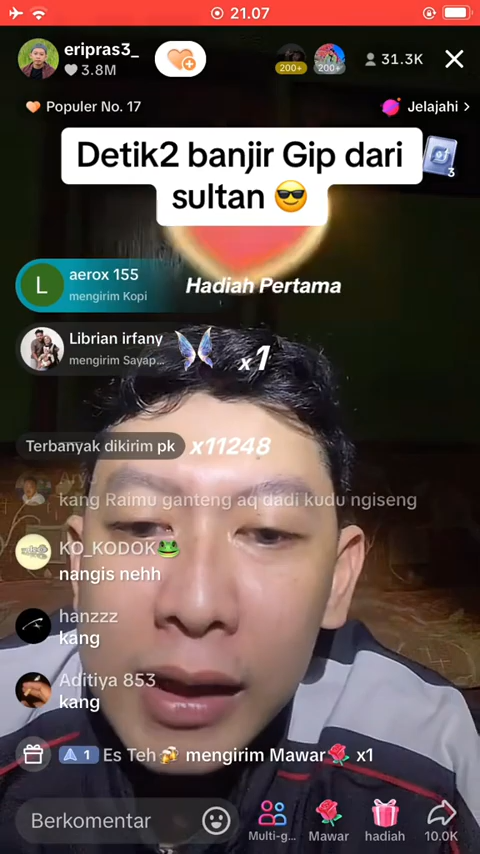 21.07
eripras3_
3.8M
200+
200+
31.3K
Populer No. 17
Jelajahi >
Detik2 banjir Gip dari
sultan 😎
3
aerox 155
mengirim Kopi
Hadiah Pertama
Librian irfany
mengirim Sayap...
x1
Terbanyak dikirim pk x11248
Aryo
kang Raimu ganteng aq dadi kudu ngiseng
KO_KODOK🐸
nangis nehh
hanzzz
kang
Aditiya 853
kang
1 Es Teh🍻 mengirim Mawar🌹 x1
Berkomentar
Multi-g...
Mawar
hadiah
10.0K